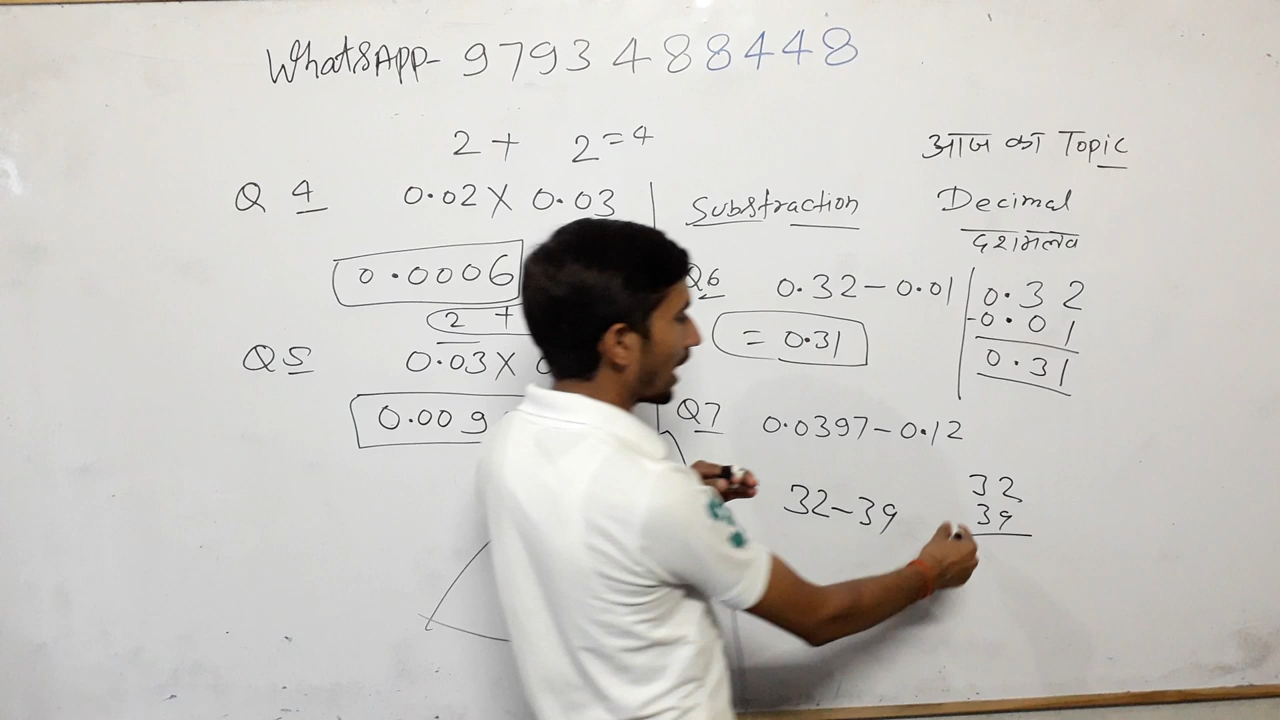 WhatsAPP- 9793488448
2 + 2 = 4
आज का Topic
Q 4 0.02 X 0.03
0.0006
2 +
Q 5 0.03 X
0.009
Substraction
Q6 0.32 - 0.01
= 0.31
Q7 0.0397 - 0.12
32 - 39
Decimal
दशमलव
0.32
-0.01
0.31
32
39